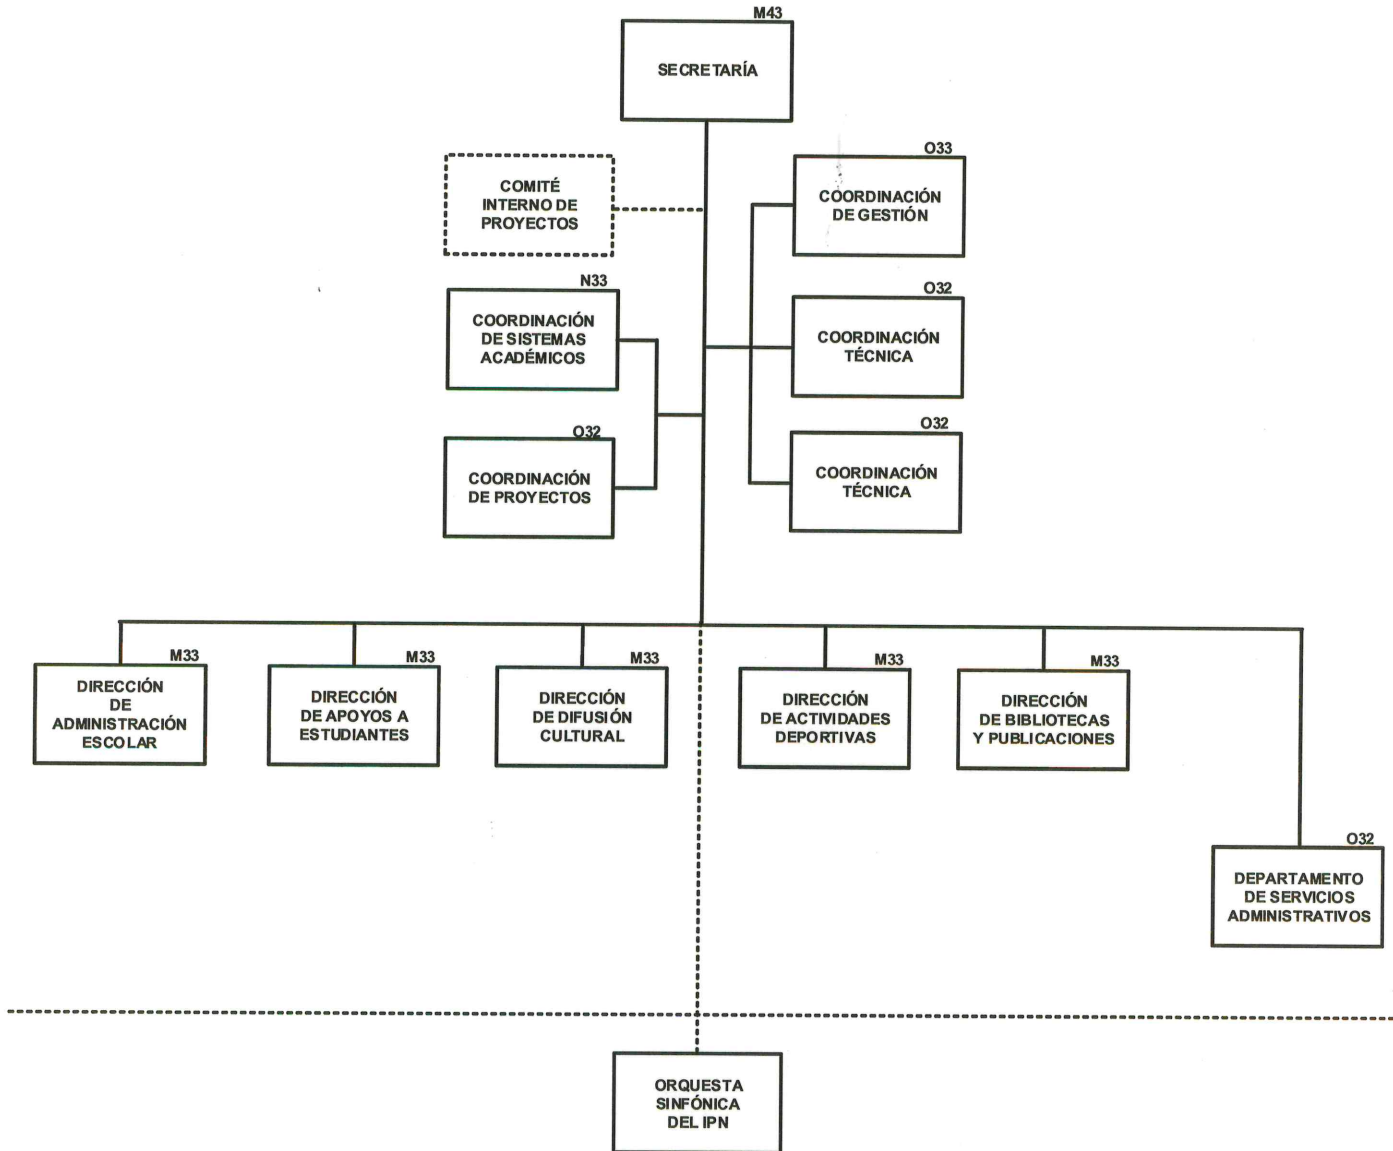 M43
SECRETARÍA
COMITÉ
INTERNO DE
PROYECTOS
O33
COORDINACIÓN
DE GESTIÓN
N33
COORDINACIÓN
DE SISTEMAS
ACADÉMICOS
O32
COORDINACIÓN
TÉCNICA
O32
COORDINACIÓN
DE PROYECTOS
O32
COORDINACIÓN
TÉCNICA
M33
DIRECCIÓN
DE
ADMINISTRACIÓN
ESCOLAR
M33
DIRECCIÓN
DE APOYOS A
ESTUDIANTES
M33
DIRECCIÓN
DE DIFUSIÓN
CULTURAL
M33
DIRECCIÓN
DE ACTIVIDADES
DEPORTIVAS
M33
DIRECCIÓN
DE BIBLIOTECAS
Y PUBLICACIONES
O32
DEPARTAMENTO
DE SERVICIOS
ADMINISTRATIVOS
ORQUESTA
SINFÓNICA
DEL IPN